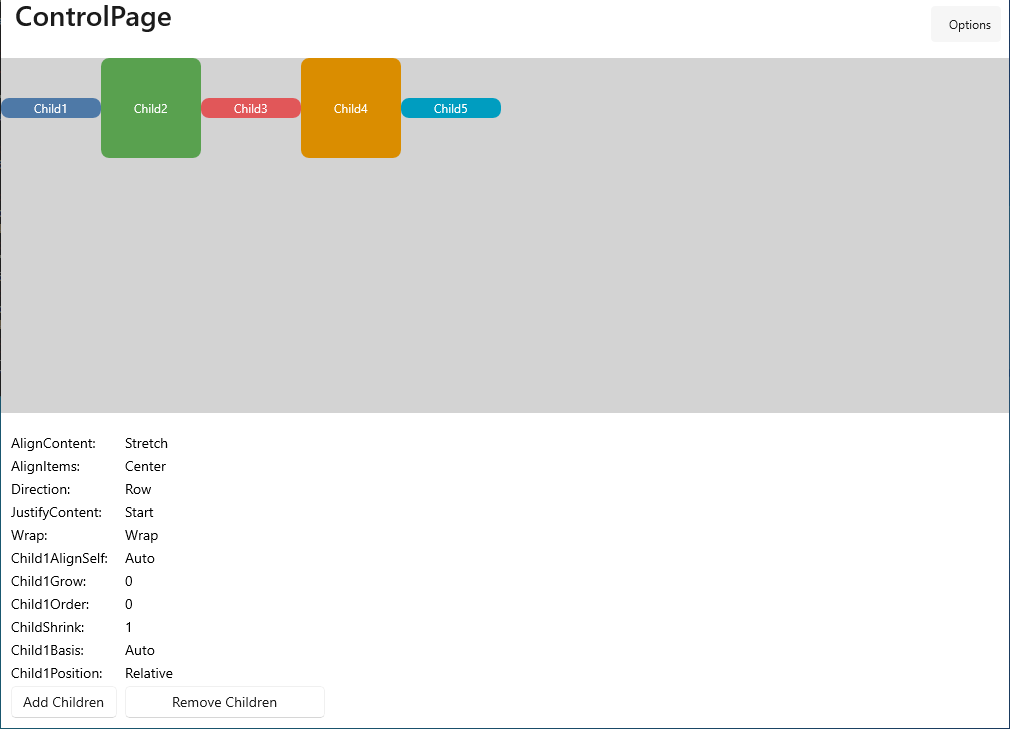 ControlPage
Options
Child1 Child2 Child3 Child4 Child5
AlignContent: Stretch
AlignItems: Center
Direction: Row
JustifyContent: Start
Wrap: Wrap
Child1AlignSelf: Auto
Child1Grow: 0
Child1Order: 0
ChildShrink: 1
Child1Basis: Auto
Child1Position: Relative
Add Children Remove Children